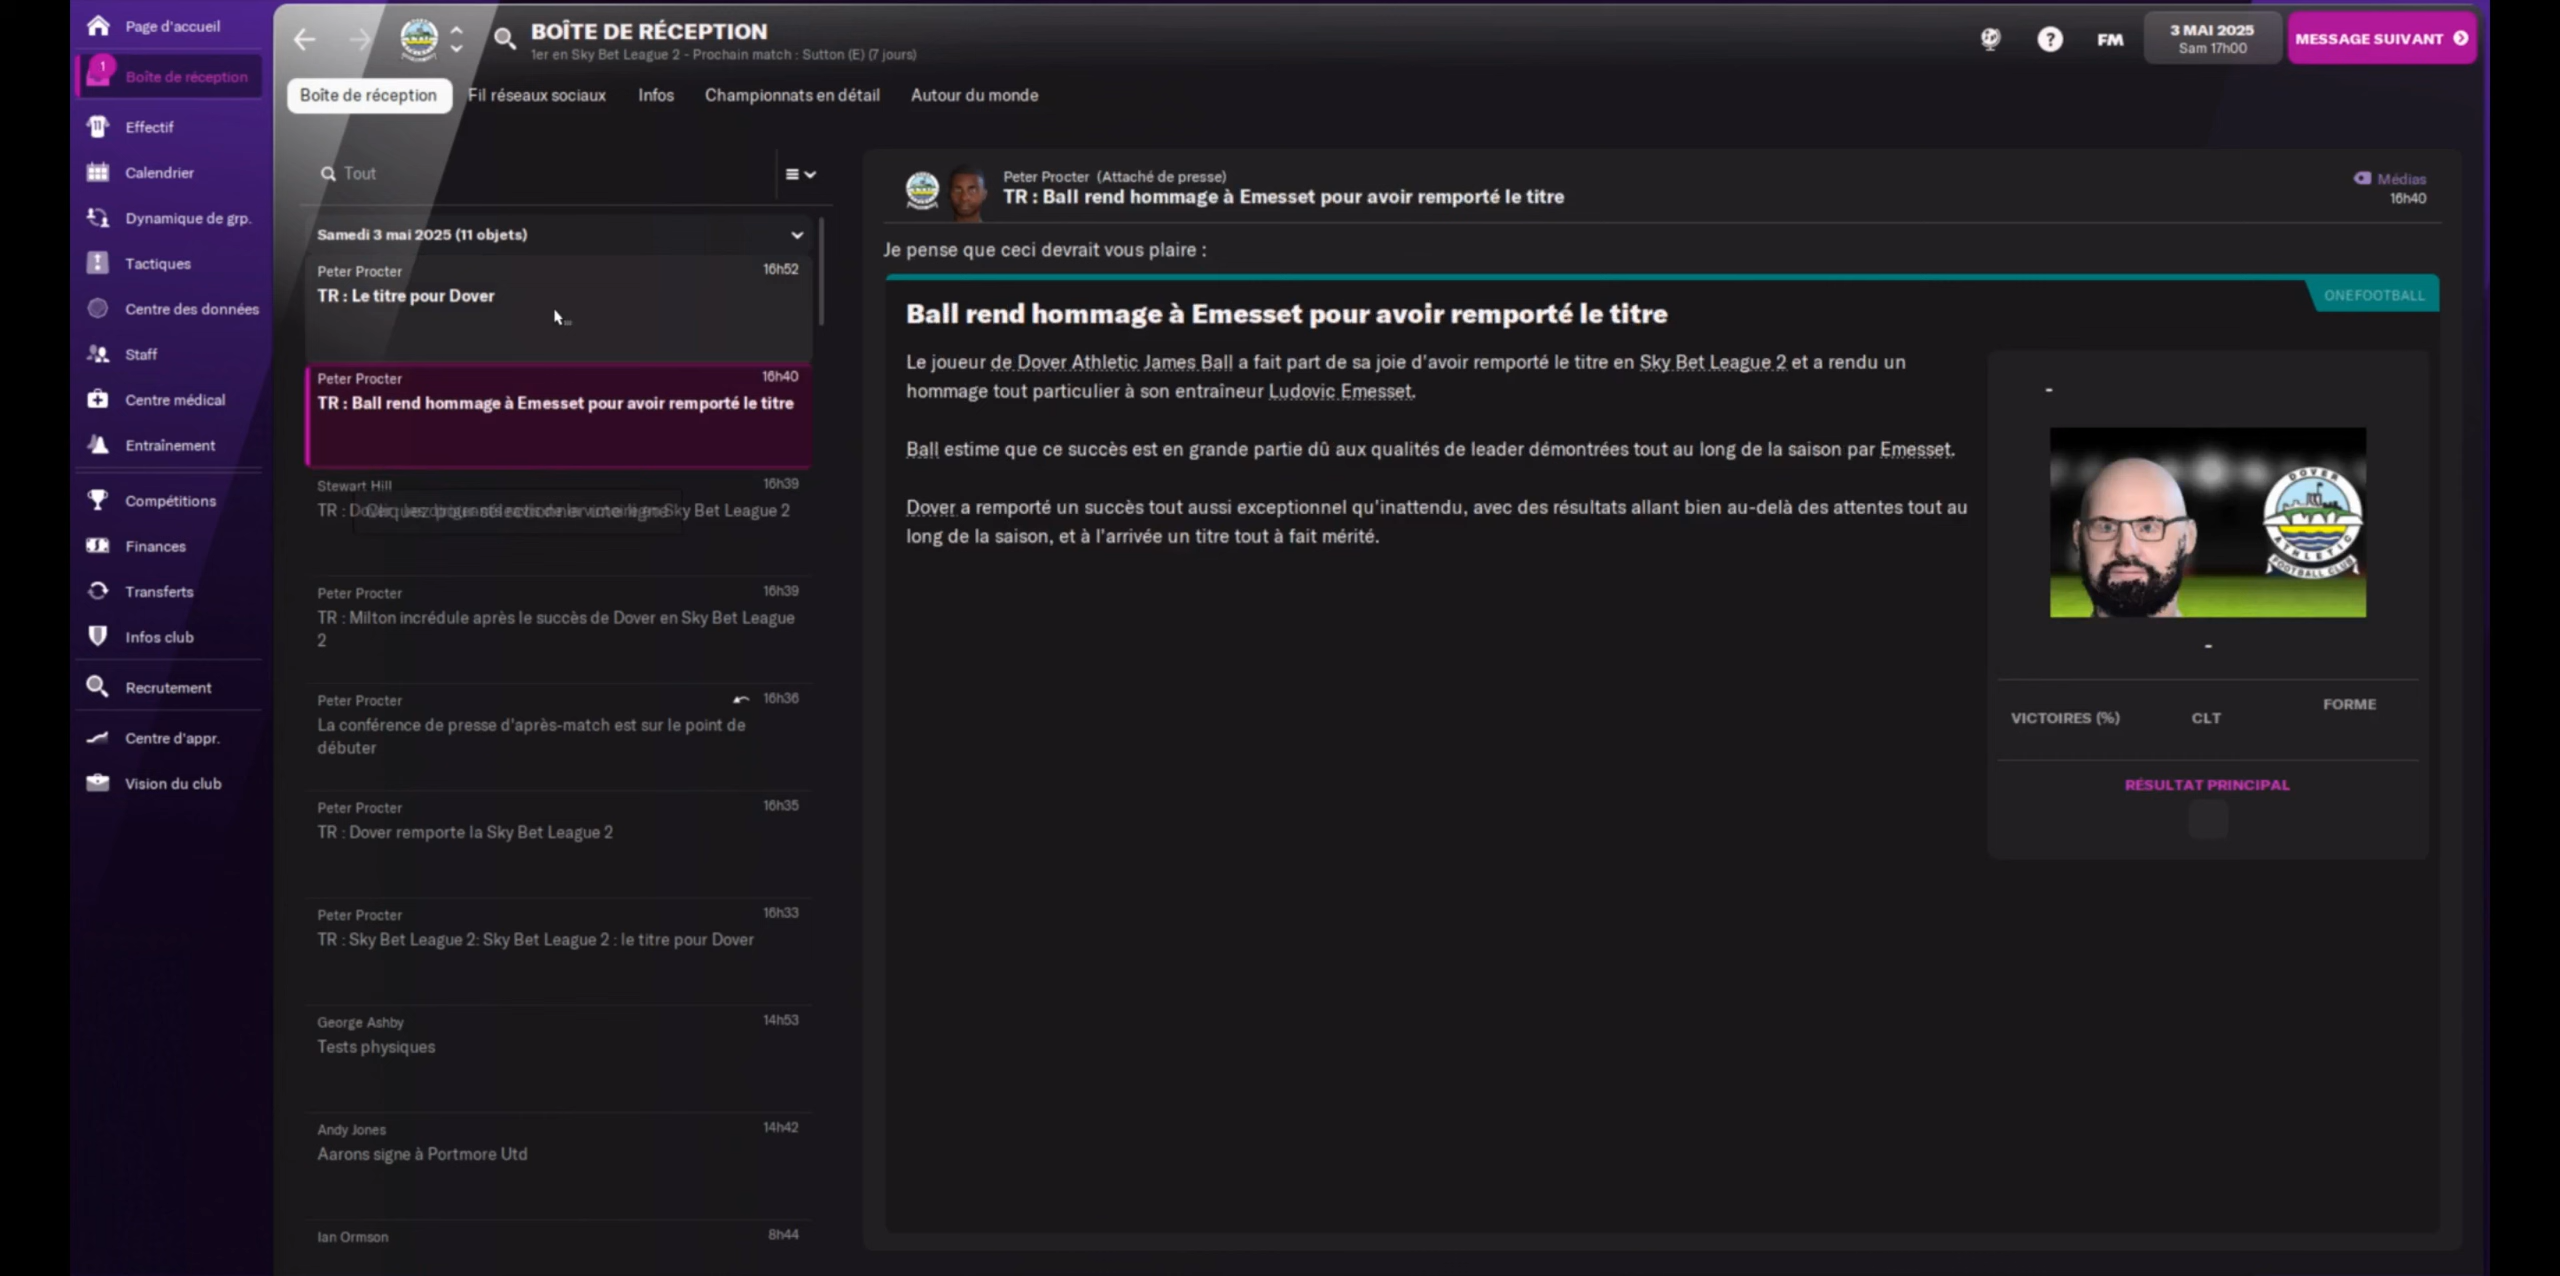 Page d'accueil
1
Boîte de réception
Effectif
Calendrier
Dynamique de grp.
Tactiques
Centre des données
Staff
Centre médical
Entraînement
Compétitions
Finances
Transferts
Infos club
Recrutement
Centre d'appr.
Vision du club
BOÎTE DE RÉCEPTION
1er en Sky Bet League 2 - Prochain match : Sutton (E) (7 jours)
FM
3 MAI 2025
Sam 17h00
MESSAGE SUIVANT
Boîte de réception
Fil réseaux sociaux
Infos
Championnats en détail
Autour du monde
Tout
Samedi 3 mai 2025 (11 objets)
Peter Procter
16h52
TR : Le titre pour Dover
Peter Procter
16h40
TR : Ball rend hommage à Emesset pour avoir remporté le titre
Stewart Hill
16h39
Sky Bet League 2
Cliquez pour sélectionner une ligne
Peter Procter
16h39
TR : Milton incrédule après le succès de Dover en Sky Bet League
2
Peter Procter
16h36
La conférence de presse d'après-match est sur le point de
débuter
Peter Procter
16h35
TR : Dover remporte la Sky Bet League 2
Peter Procter
16h33
TR : Sky Bet League 2: Sky Bet League 2 : le titre pour Dover
George Ashby
14h53
Tests physiques
Andy Jones
14h42
Aarons signe à Portmore Utd
Ian Ormson
8h44
Peter Procter (Attaché de presse)
TR : Ball rend hommage à Emesset pour avoir remporté le titre
Médias
16h40
Je pense que ceci devrait vous plaire :
ONEFOOTBALL
Ball rend hommage à Emesset pour avoir remporté le titre
Le joueur de Dover Athletic James Ball a fait part de sa joie d'avoir remporté le titre en Sky Bet League 2 et a rendu un
hommage tout particulier à son entraîneur Ludovic Emesset.
Ball estime que ce succès est en grande partie dû aux qualités de leader démontrées tout au long de la saison par Emesset.
Dover a remporté un succès tout aussi exceptionnel qu'inattendu, avec des résultats allant bien au-delà des attentes tout au
long de la saison, et à l'arrivée un titre tout à fait mérité.
-
DOVER
ATHLETIC
FOOTBALL CLUB
-
VICTOIRES (%)
CLT
FORME
RÉSULTAT PRINCIPAL